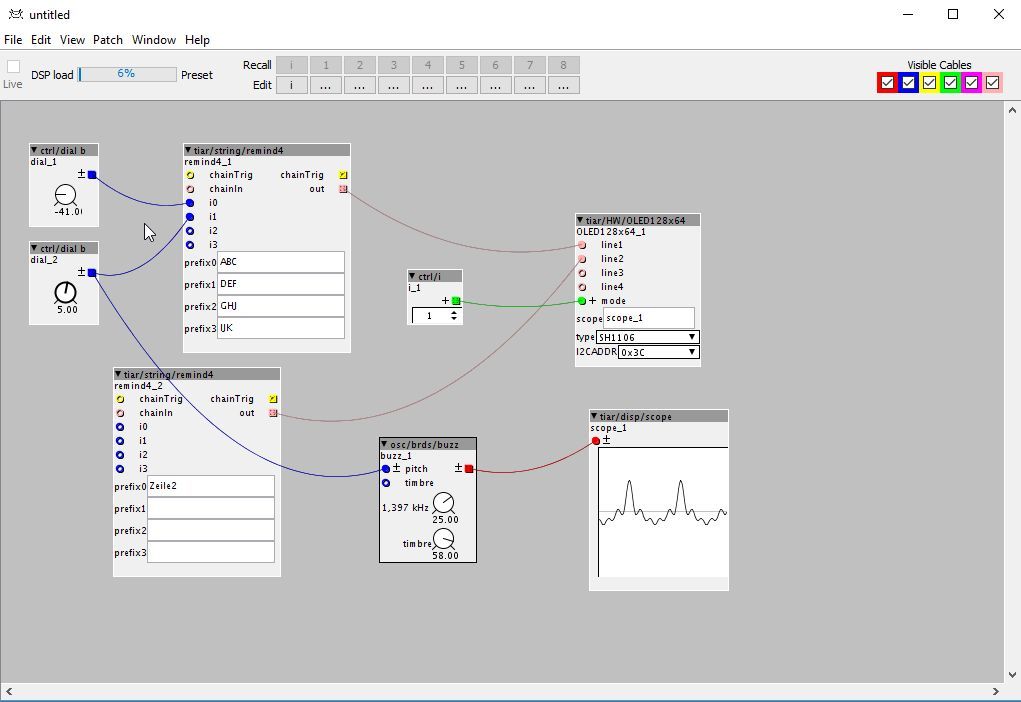 untitled
File Edit View Patch Window Help
Live
DSP load 6% Preset
Recall i 1 2 3 4 5 6 7 8
Edit i ... ... ... ... ... ... ... ...
Visible Cables
ctrl/dial b
dial_1
±
-41.0
ctrl/dial b
dial_2
±
5.00
tiar/string/remind4
remind4_1
chainTrig chainTrig
chainIn out
i0
i1
i2
i3
prefix0 ABC
prefix1 DEF
prefix2 GHJ
prefix3 IJK
ctrl/i
i_1
+
1
tiar/HW/OLED128x64
OLED128x64_1
line1
line2
line3
line4
+ mode
scope scope_1
type SH1106
I2CADDR 0x3C
tiar/string/remind4
remind4_2
chainTrig chainTrig
chainIn out
i0
i1
i2
i3
prefix0 Zeile2
prefix1
prefix2
prefix3
osc/brds/buzz
buzz_1
± pitch ±
timbre
1,397 kHz
25.00
timbre
58.00
tiar/disp/scope
scope_1
±